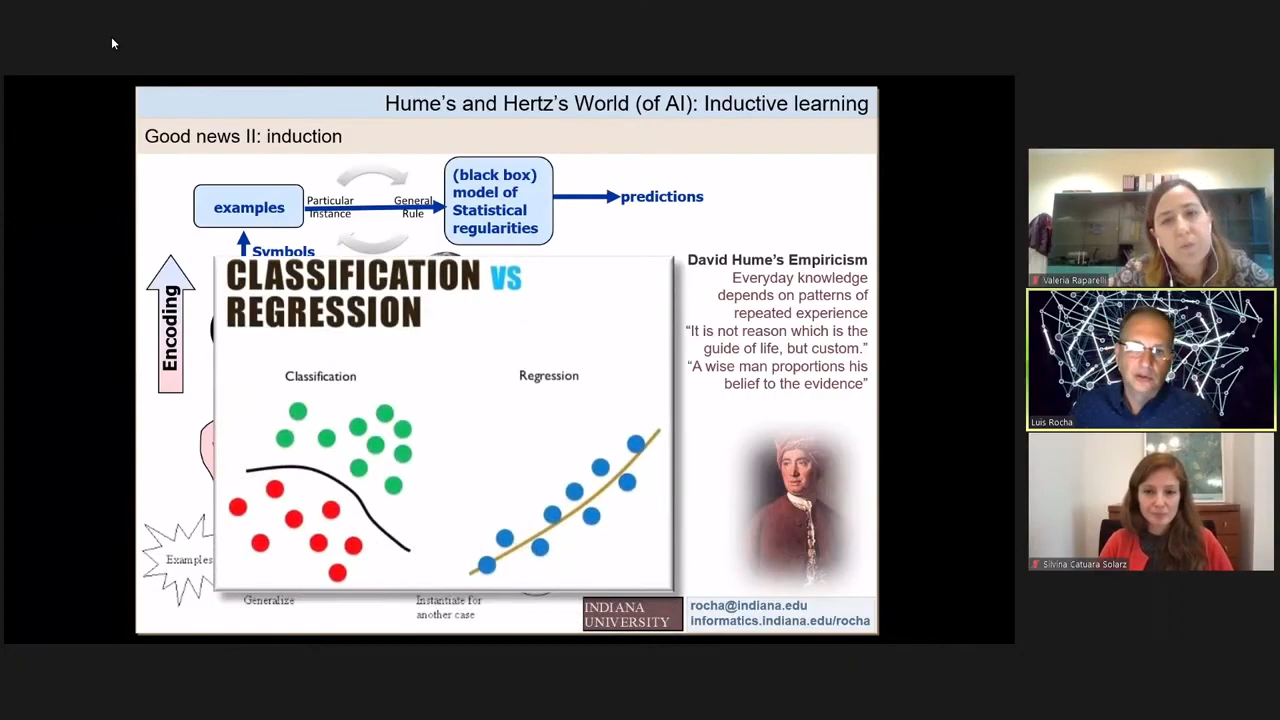 Hume's and Hertz's World (of AI): Inductive learning
Good news II: induction
examples
Particular
Instance
General
Rule
(black box)
model of
Statistical
regularities
predictions
Symbols
Encoding
CLASSIFICATION VS
REGRESSION
Classification
Regression
David Hume's Empiricism
Everyday knowledge
depends on patterns of
repeated experience
“It is not reason which is the
guide of life, but custom.”
“A wise man proportions his
belief to the evidence”
Examples
Generalize
Instantiate for
another case
INDIANA
UNIVERSITY
rocha@indiana.edu
informatics.indiana.edu/rocha
Valeria Raparelli
Luis Rocha
Silvina Catuara Solarz